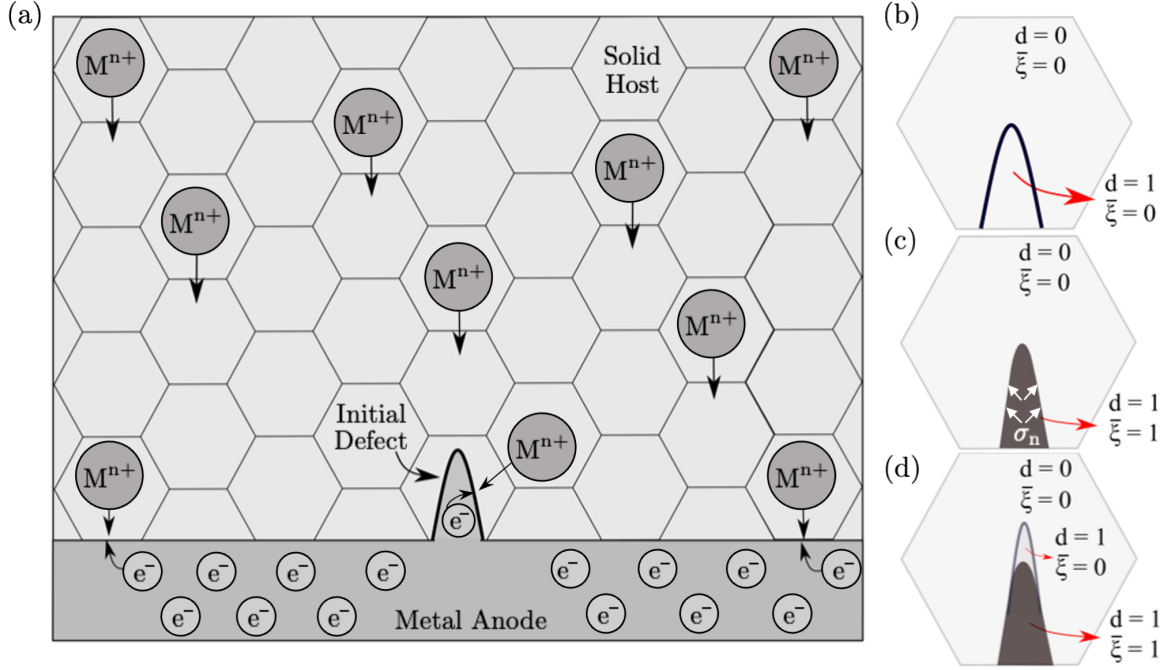 (a)
M^{n+}
M^{n+}
Solid
Host
M^{n+}
M^{n+}
M^{n+}
M^{n+}
M^{n+}
M^{n+}
Initial
Defect
M^{n+}
M^{n+}
M^{n+}
e⁻
e⁻
e⁻
e⁻
e⁻
e⁻
e⁻
e⁻
e⁻
e⁻
e⁻
e⁻
Metal Anode
e⁻
e⁻
e⁻
(b)
d = 0
ξ̅ = 0
d = 1
ξ̅ = 0
(c)
d = 0
ξ̅ = 0
d = 1
ξ̅ = 1
σₙ
(d)
d = 0
ξ̅ = 0
d = 1
ξ̅ = 0
d = 1
ξ̅ = 1